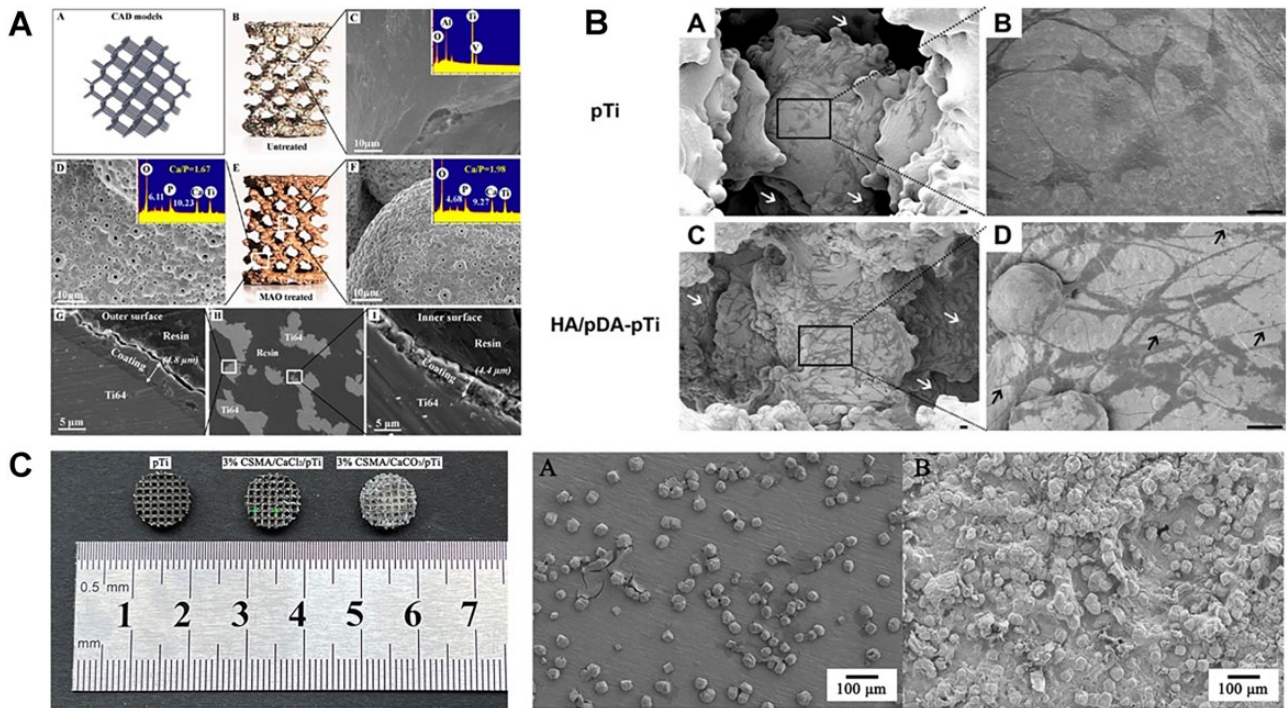 A
A
CAD models
B
Untreated
C
O
Al
Ti
V
10μm
D
Ca/P=1.67
O
6.11
P
10.23
Ca
Ti
10μm
E
MAO treated
F
Ca/P=1.98
O
4.68
P
9.27
Ca
Ti
10μm
G
Outer surface
Resin
Coating
(4.8 μm)
Ti64
5 μm
H
Ti64
Resin
Ti64
I
Inner surface
Resin
Coating
(4.4 μm)
Ti64
5 μm
B
pTi
A
B
HA/pDA-pTi
C
D
C
pTi
3% CSMA/CaCl₂/pTi
3% CSMA/CaCO₃/pTi
0.5 mm
1 2 3 4 5 6 7
mm
A
100 μm
B
100 μm